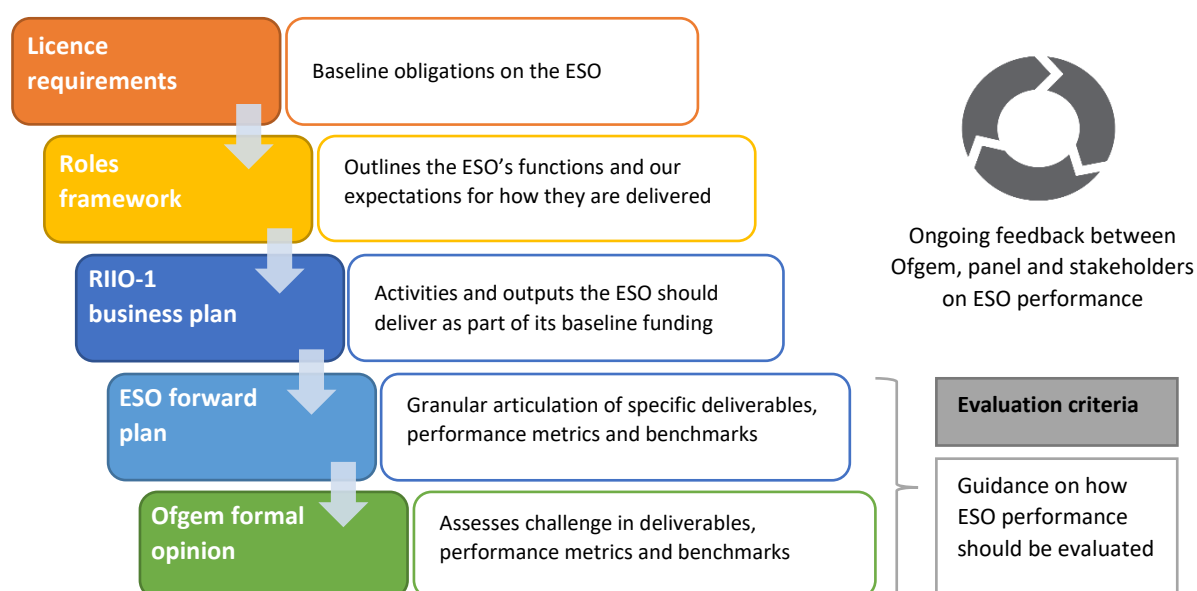 Licence
requirements
Baseline obligations on the ESO
Roles
framework
Outlines the ESO’s functions and our
expectations for how they are delivered
RIIO-1
business plan
Activities and outputs the ESO should
deliver as part of its baseline funding
ESO forward
plan
Granular articulation of specific deliverables,
performance metrics and benchmarks
Ofgem formal
opinion
Assesses challenge in deliverables,
performance metrics and benchmarks
Ongoing feedback between
Ofgem, panel and stakeholders
on ESO performance
Evaluation criteria
Guidance on how
ESO performance
should be evaluated